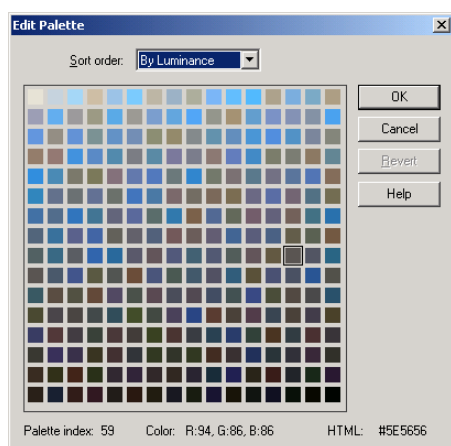 Edit Palette
Sort order: By Luminance
OK
Cancel
Revert
Help
Palette index: 59 Color: R:94, G:86, B:86 HTML: #5E5656